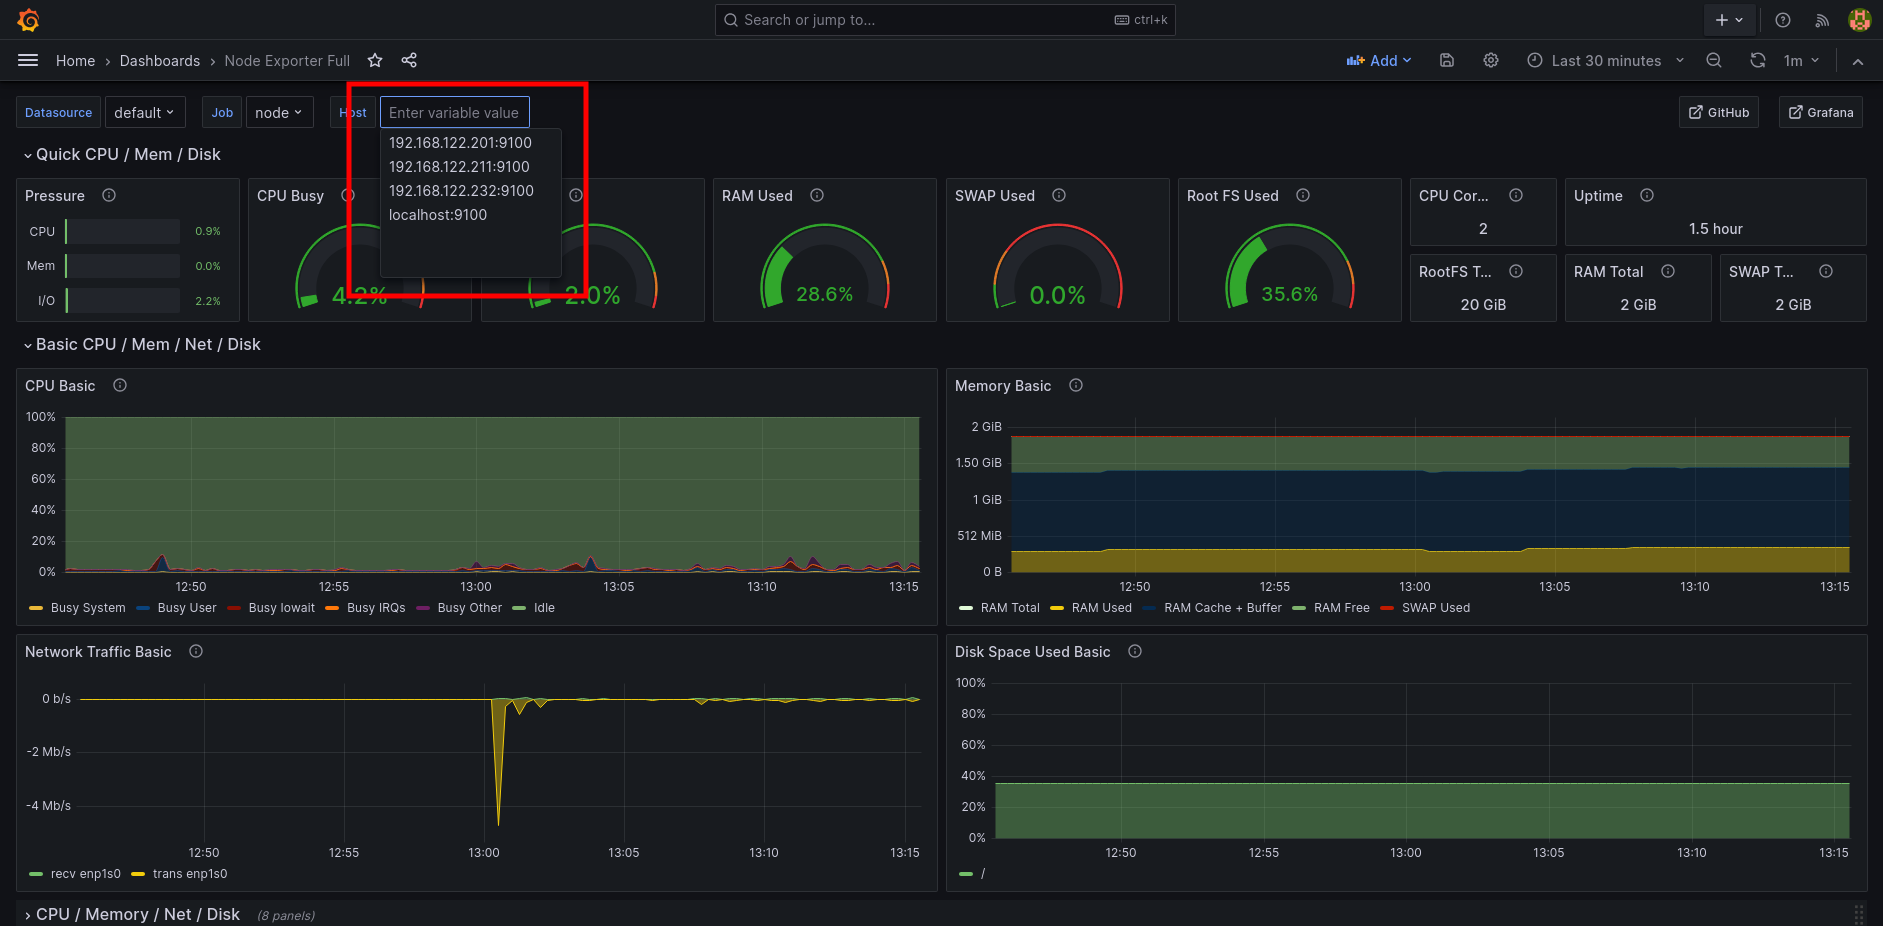 Search or jump to...
ctrl+k
Home › Dashboards › Node Exporter Full
Add
Last 30 minutes
1m
Datasource default
Job node
Host Enter variable value
GitHub
Grafana
192.168.122.201:9100
192.168.122.211:9100
192.168.122.232:9100
localhost:9100
Quick CPU / Mem / Disk
Pressure
CPU 0.9%
Mem 0.0%
I/O 2.2%
CPU Busy
4.2%
2.0%
RAM Used
28.6%
SWAP Used
0.0%
Root FS Used
35.6%
CPU Cor...
2
Uptime
1.5 hour
RootFS T...
20 GiB
RAM Total
2 GiB
SWAP T...
2 GiB
Basic CPU / Mem / Net / Disk
CPU Basic
100%
80%
60%
40%
20%
0%
12:50 12:55 13:00 13:05 13:10 13:15
Busy System Busy User Busy Iowait Busy IRQs Busy Other Idle
Memory Basic
2 GiB
1.50 GiB
1 GiB
512 MiB
0 B
12:50 12:55 13:00 13:05 13:10 13:15
RAM Total RAM Used RAM Cache + Buffer RAM Free SWAP Used
Network Traffic Basic
0 b/s
-2 Mb/s
-4 Mb/s
12:50 12:55 13:00 13:05 13:10 13:15
recv enp1s0 trans enp1s0
Disk Space Used Basic
100%
80%
60%
40%
20%
0%
12:50 12:55 13:00 13:05 13:10 13:15
/
CPU / Memory / Net / Disk (8 panels)